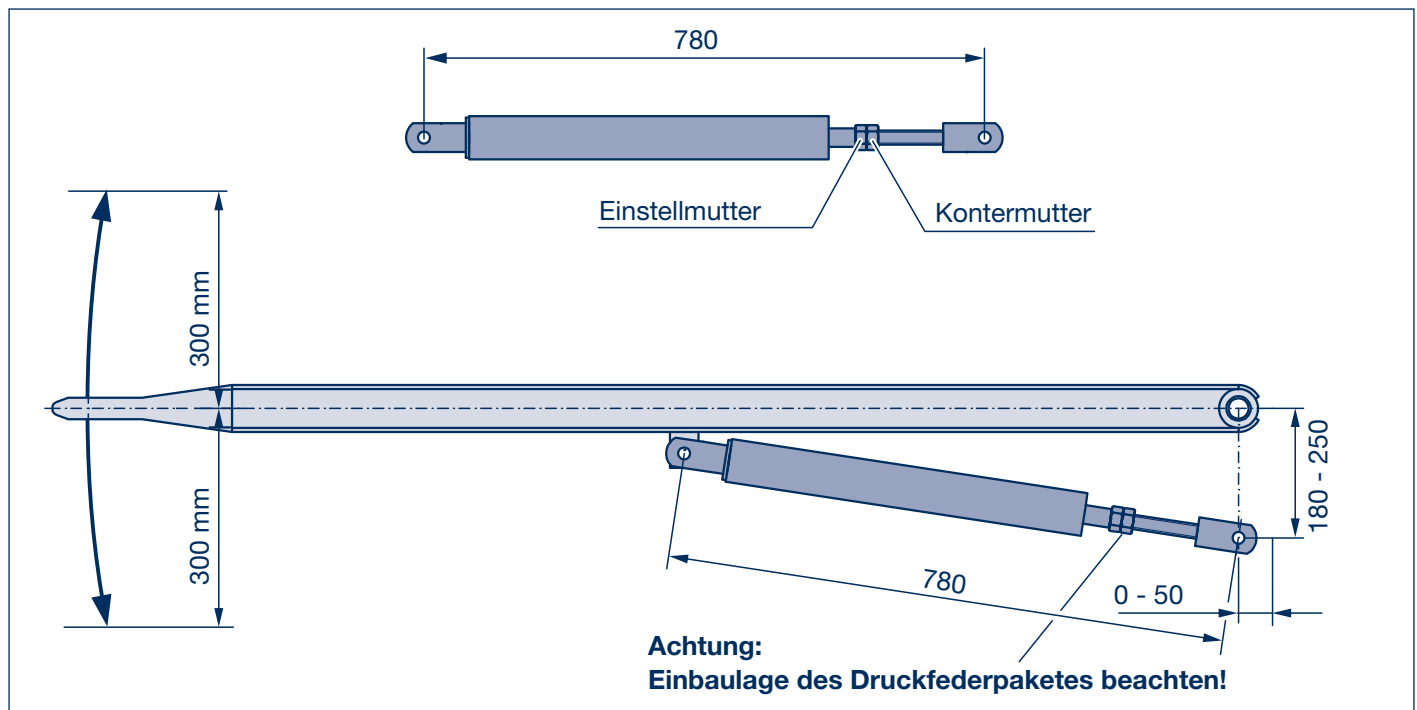 780
Einstellmutter
Kontermutter
300 mm
300 mm
180 - 250
780
0 - 50
Achtung:
Einbaulage des Druckfederpaketes beachten!